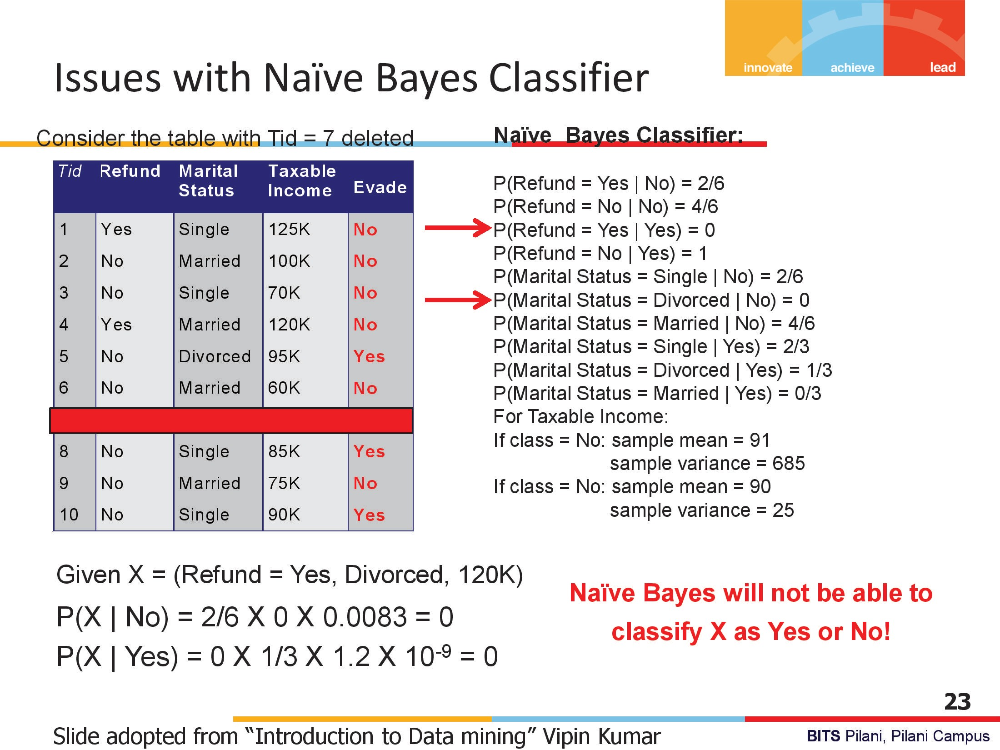 innovate achieve lead
Issues with Naïve Bayes Classifier
Consider the table with Tid = 7 deleted
Tid Refund Marital Status Taxable Income Evade
1 Yes Single 125K No
2 No Married 100K No
3 No Single 70K No
4 Yes Married 120K No
5 No Divorced 95K Yes
6 No Married 60K No
8 No Single 85K Yes
9 No Married 75K No
10 No Single 90K Yes
Naïve Bayes Classifier:
P(Refund = Yes | No) = 2/6
P(Refund = No | No) = 4/6
P(Refund = Yes | Yes) = 0
P(Refund = No | Yes) = 1
P(Marital Status = Single | No) = 2/6
P(Marital Status = Divorced | No) = 0
P(Marital Status = Married | No) = 4/6
P(Marital Status = Single | Yes) = 2/3
P(Marital Status = Divorced | Yes) = 1/3
P(Marital Status = Married | Yes) = 0/3
For Taxable Income:
If class = No: sample mean = 91
sample variance = 685
If class = No: sample mean = 90
sample variance = 25
Given X = (Refund = Yes, Divorced, 120K)
P(X | No) = 2/6 X 0 X 0.0083 = 0
P(X | Yes) = 0 X 1/3 X 1.2 X 10⁻⁹ = 0
Naïve Bayes will not be able to
classify X as Yes or No!
23
Slide adopted from “Introduction to Data mining” Vipin Kumar
BITS Pilani, Pilani Campus